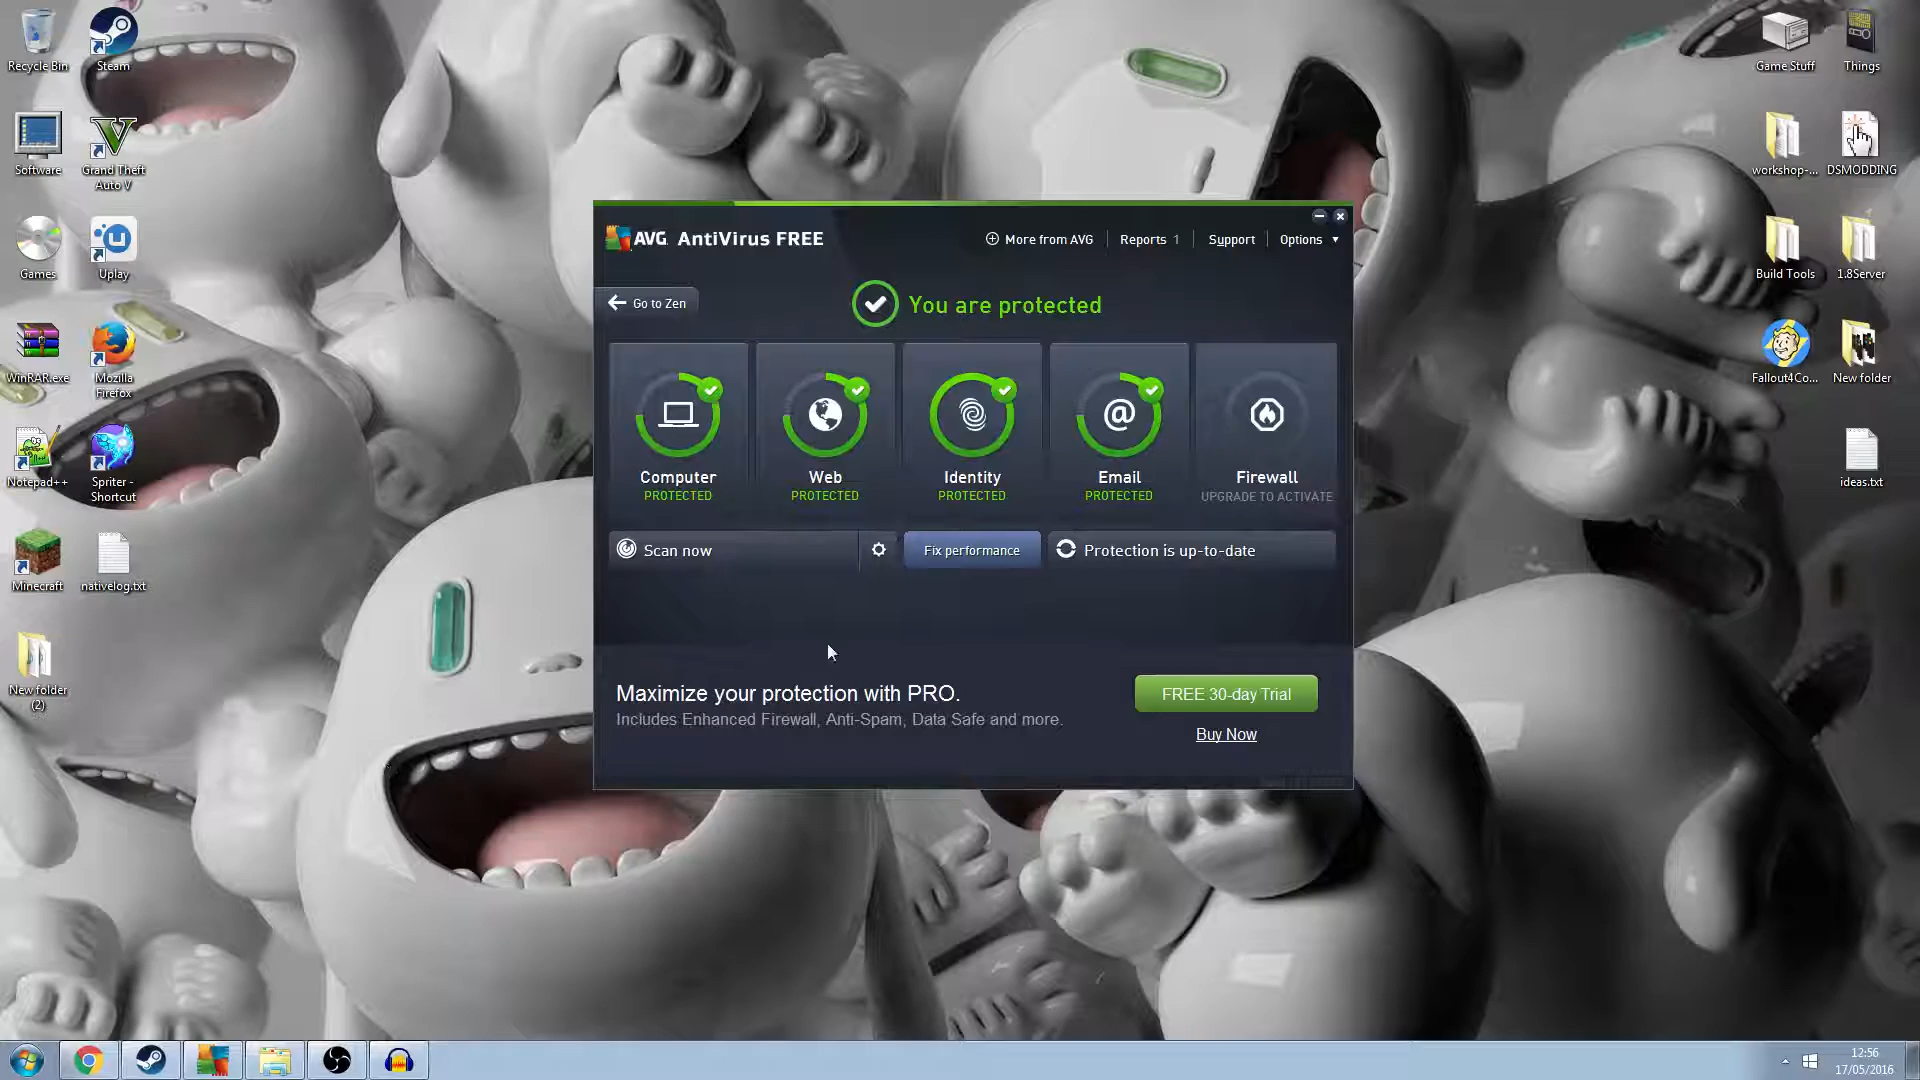 Recycle Bin
Steam
Software
Grand Theft
Auto V
Games
Uplay
WinRAR.exe
Mozilla
Firefox
Notepad++
Spriter -
Shortcut
Minecraft
nativelog.txt
New folder
(2)
AVG AntiVirus FREE
More from AVG
Reports 1
Support
Options
Go to Zen
You are protected
Computer
PROTECTED
Web
PROTECTED
Identity
PROTECTED
Email
PROTECTED
Firewall
UPGRADE TO ACTIVATE
Scan now
Fix performance
Protection is up-to-date
Maximize your protection with PRO.
Includes Enhanced Firewall, Anti-Spam, Data Safe and more.
FREE 30-day Trial
Buy Now
Game Stuff
Things
workshop-...
DSMODDING
Build Tools
1.8Server
Fallout4Co...
New folder
ideas.txt
12:56
17/05/2016